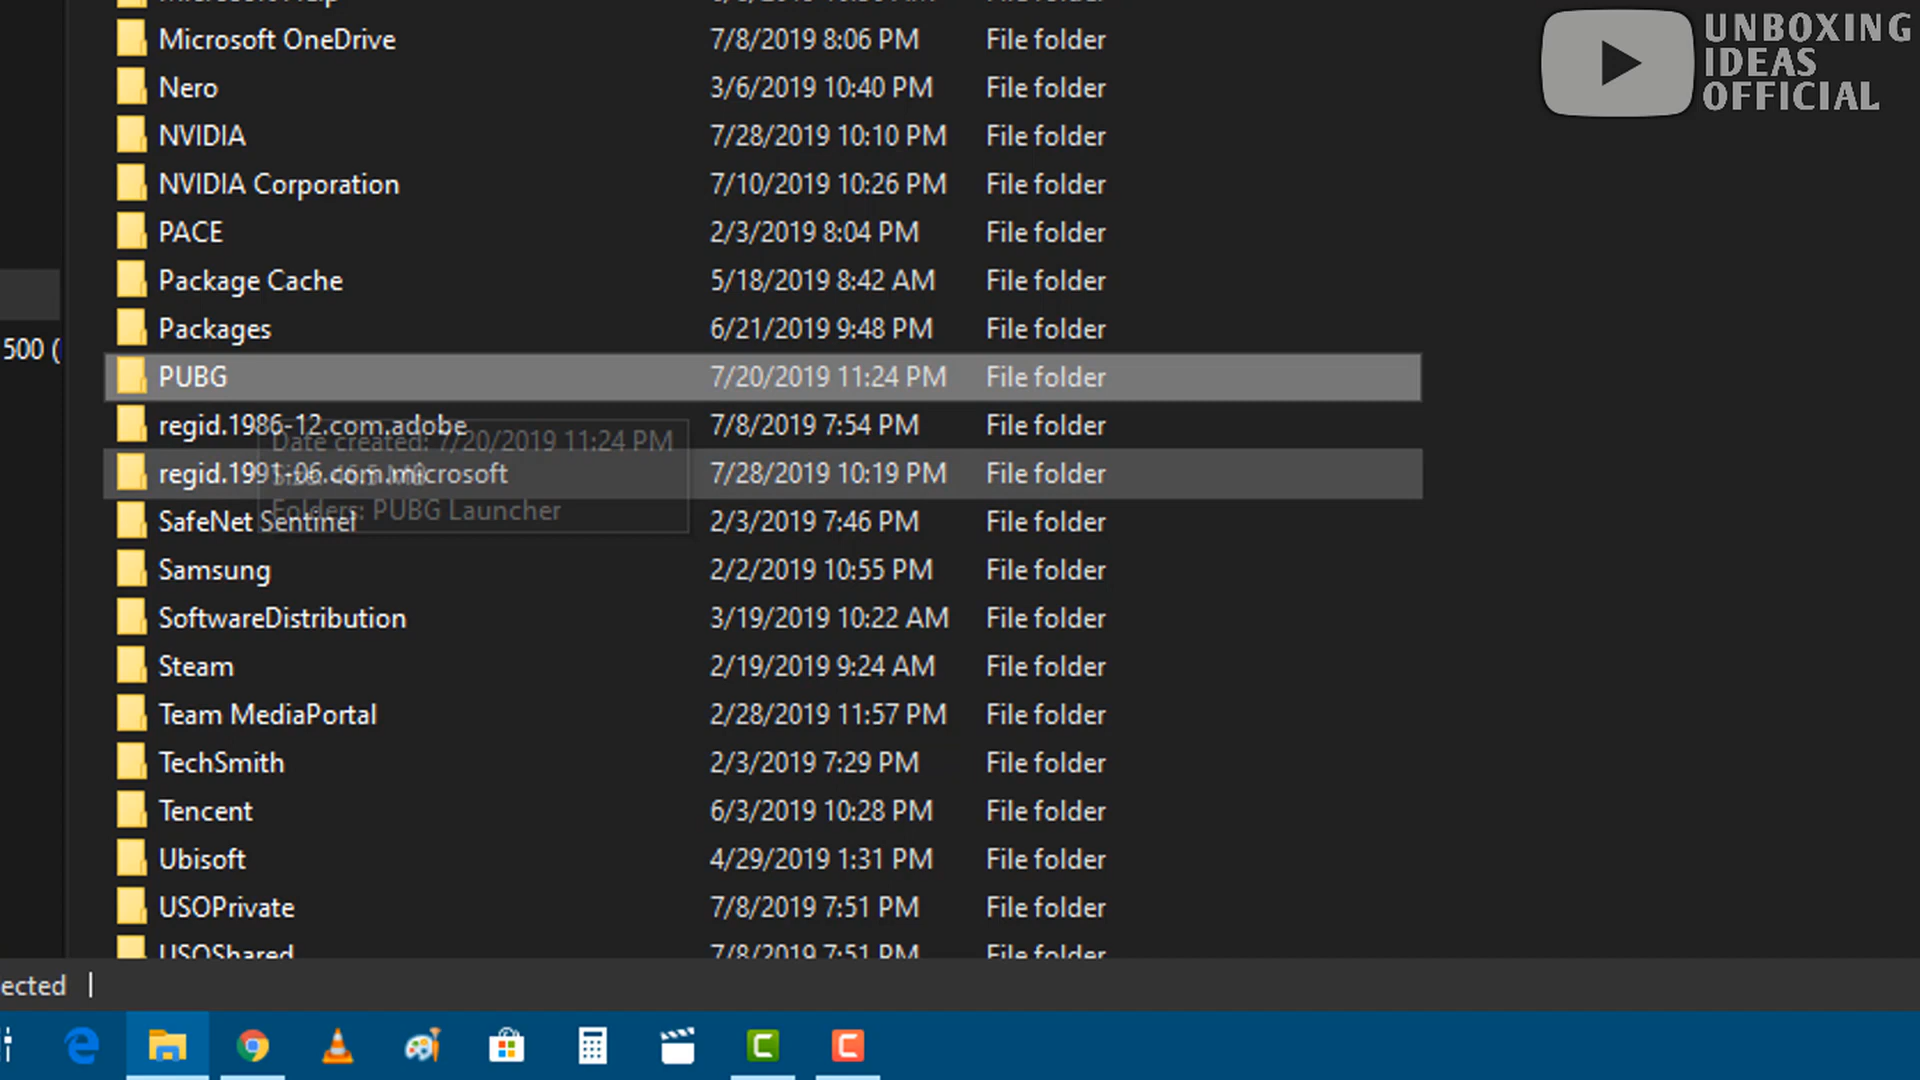 UNBOXING
IDEAS
OFFICIAL
Microsoft OneDrive 7/8/2019 8:06 PM File folder
Nero 3/6/2019 10:40 PM File folder
NVIDIA 7/28/2019 10:10 PM File folder
NVIDIA Corporation 7/10/2019 10:26 PM File folder
PACE 2/3/2019 8:04 PM File folder
Package Cache 5/18/2019 8:42 AM File folder
Packages 6/21/2019 9:48 PM File folder
500 (
PUBG 7/20/2019 11:24 PM File folder
regid.1986-12.com.adobe 7/8/2019 7:54 PM File folder
Date created: 7/20/2019 11:24 PM
regid.1991-06.com.microsoft 7/28/2019 10:19 PM File folder
Folders: PUBG Launcher
SafeNet Sentinel 2/3/2019 7:46 PM File folder
Samsung 2/2/2019 10:55 PM File folder
SoftwareDistribution 3/19/2019 10:22 AM File folder
Steam 2/19/2019 9:24 AM File folder
Team MediaPortal 2/28/2019 11:57 PM File folder
TechSmith 2/3/2019 7:29 PM File folder
Tencent 6/3/2019 10:28 PM File folder
Ubisoft 4/29/2019 1:31 PM File folder
USOPrivate 7/8/2019 7:51 PM File folder
USOShared 7/8/2019 7:51 PM File folder
ected